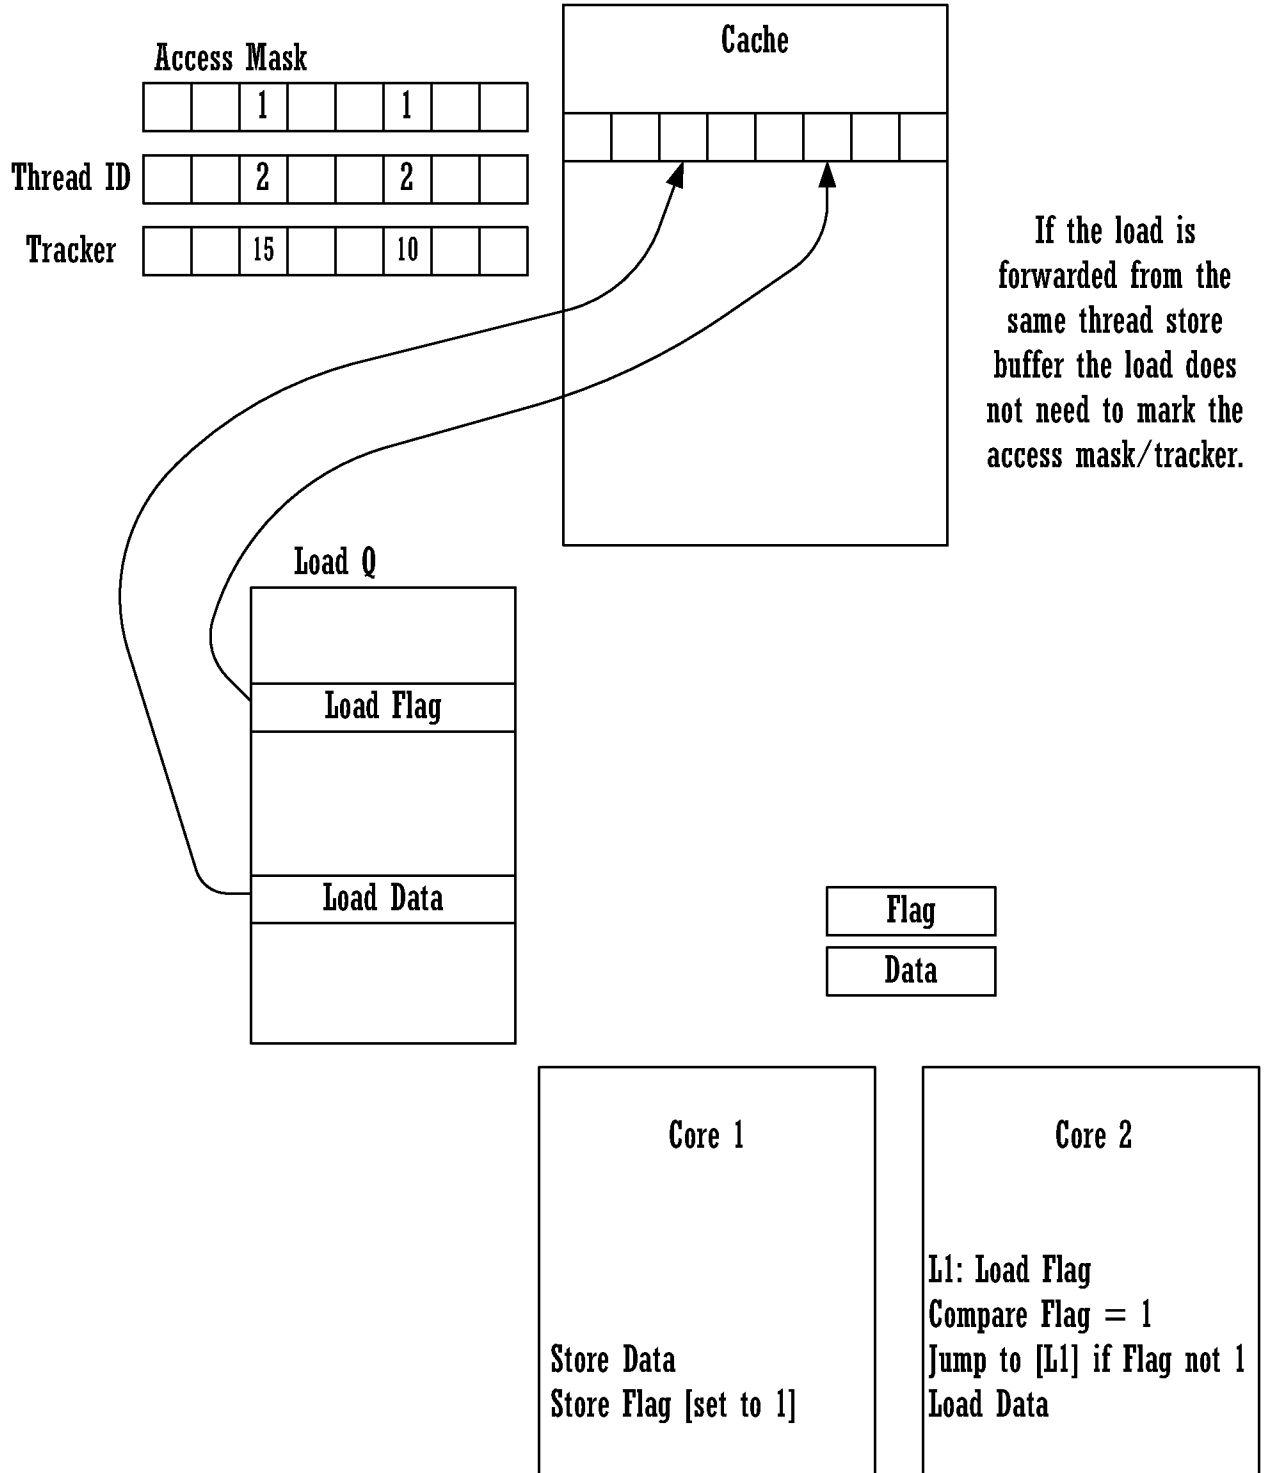 Cache
Access Mask
1 1
Thread ID 2 2
Tracker 15 10
If the load is
forwarded from the
same thread store
buffer the load does
not need to mark the
access mask/tracker.
Load Q
Load Flag
Load Data
Flag
Data
Core 1
Store Data
Store Flag [set to 1]
Core 2
L1: Load Flag
Compare Flag = 1
Jump to [L1] if Flag not 1
Load Data